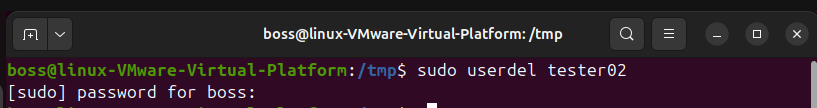 boss@linux-VMware-Virtual-Platform: /tmp
boss@linux-VMware-Virtual-Platform:/tmp$ sudo userdel tester02
[sudo] password for boss: